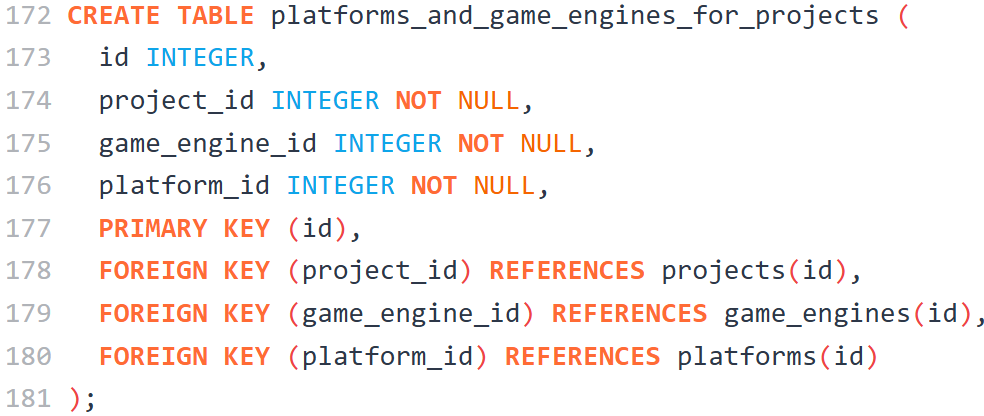 172 CREATE TABLE platforms_and_game_engines_for_projects (
173 id INTEGER,
174 project_id INTEGER NOT NULL,
175 game_engine_id INTEGER NOT NULL,
176 platform_id INTEGER NOT NULL,
177 PRIMARY KEY (id),
178 FOREIGN KEY (project_id) REFERENCES projects(id),
179 FOREIGN KEY (game_engine_id) REFERENCES game_engines(id),
180 FOREIGN KEY (platform_id) REFERENCES platforms(id)
181 );